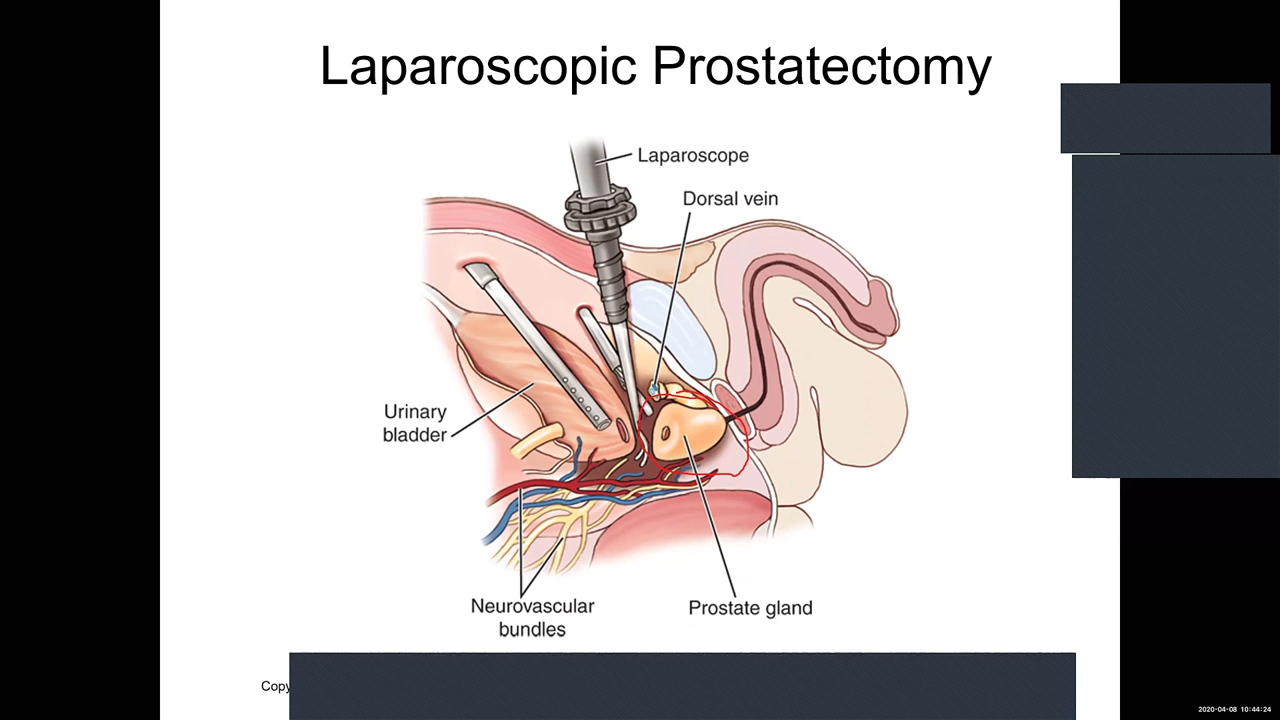 Laparoscopic Prostatectomy
Laparoscope
Dorsal vein
Urinary
bladder
Neurovascular
bundles
Prostate gland
Copy
2020-04-08 10:44:24